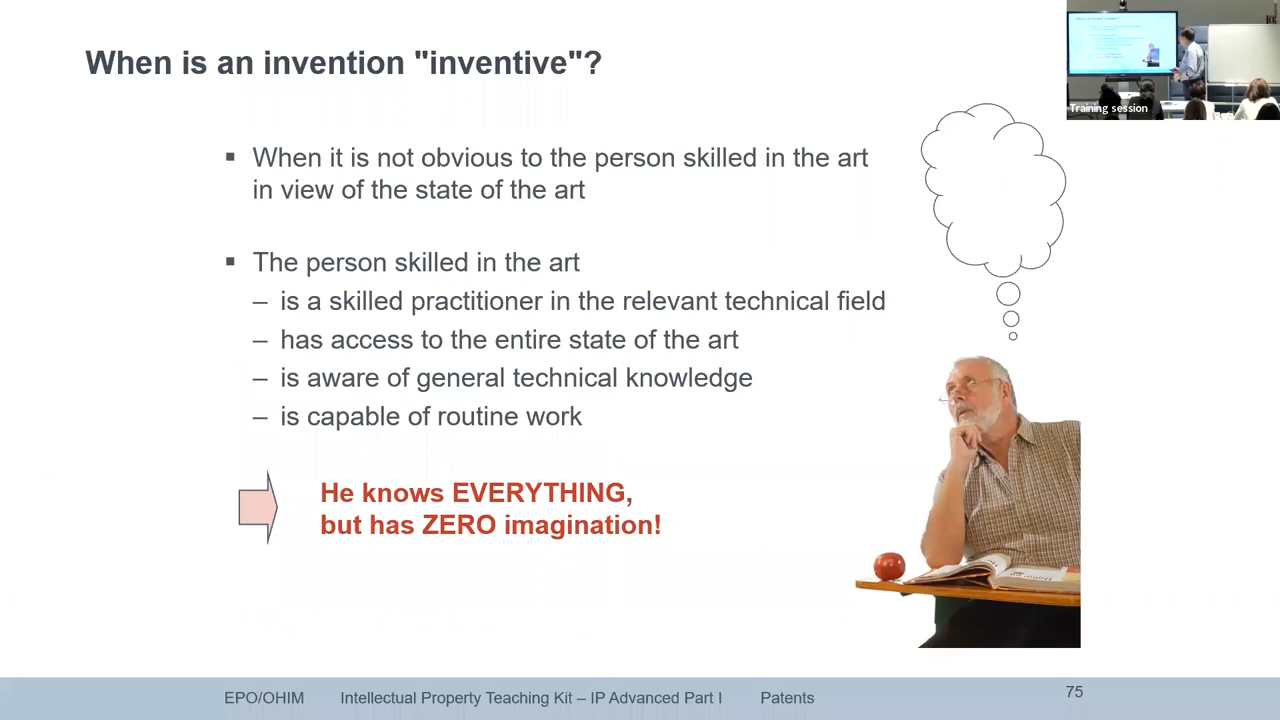 When is an invention "inventive"?
Training session
▪ When it is not obvious to the person skilled in the art
in view of the state of the art
▪ The person skilled in the art
– is a skilled practitioner in the relevant technical field
– has access to the entire state of the art
– is aware of general technical knowledge
– is capable of routine work
He knows EVERYTHING,
but has ZERO imagination!
EPO/OHIM Intellectual Property Teaching Kit – IP Advanced Part I Patents 75